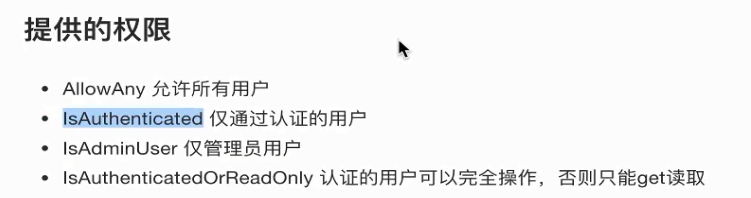 提供的权限
• AllowAny 允许所有用户
• IsAuthenticated 仅通过认证的用户
• IsAdminUser 仅管理员用户
• IsAuthenticatedOrReadOnly 认证的用户可以完全操作，否则只能get读取